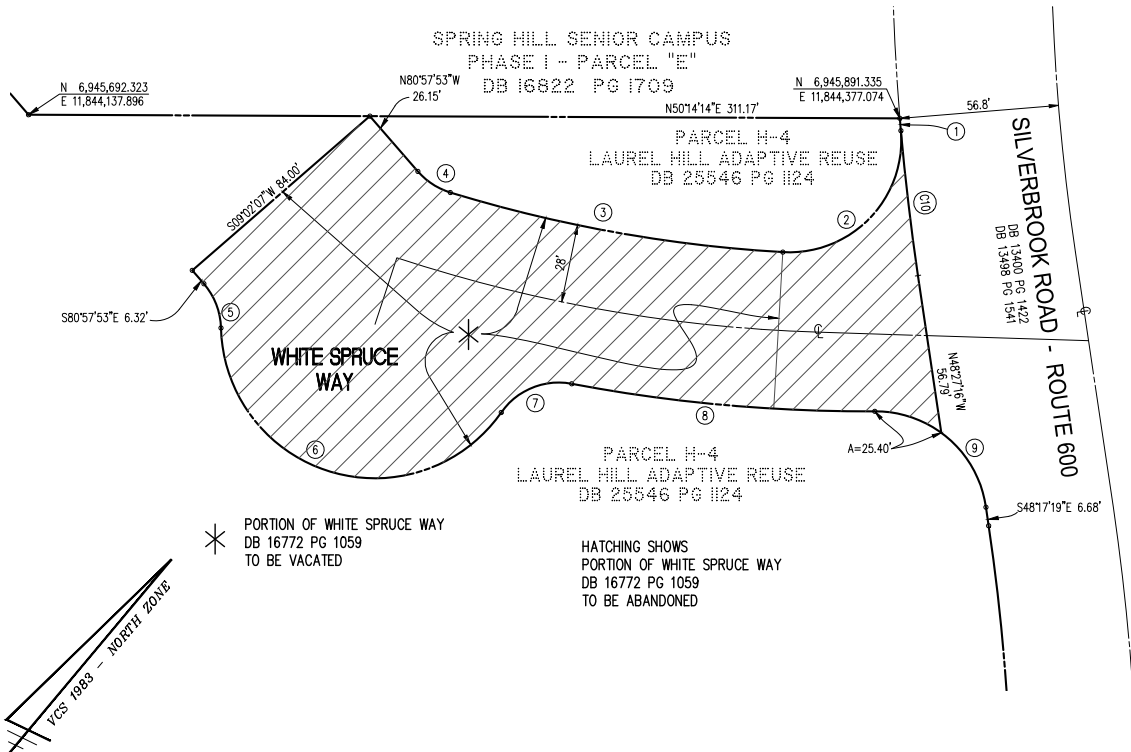 SPRING HILL SENIOR CAMPUS
PHASE I - PARCEL "E"
DB 16822 PG 1709
N 6,945,692.323
E 11,844,137.896
N80°57'53"W
26.15'
N 6,945,891.335
E 11,844,377.074
56.8'
N50°14'14"E 311.17'
1
PARCEL H-4
LAUREL HILL ADAPTIVE REUSE
DB 25546 PG 1124
SILVERBROOK ROAD - ROUTE 600
DB 13400 PG 1422
DB 13498 PG 1541
S09°02'07"W 84.00'
4
3
2
C10
28'
S80°57'53"E 6.32'
5
℄
℄
WHITE SPRUCE
WAY
N48°27'16"W
56.79'
7
8
6
A=25.40'
9
PARCEL H-4
LAUREL HILL ADAPTIVE REUSE
DB 25546 PG 1124
S48°17'19"E 6.68'
PORTION OF WHITE SPRUCE WAY
DB 16772 PG 1059
TO BE VACATED
HATCHING SHOWS
PORTION OF WHITE SPRUCE WAY
DB 16772 PG 1059
TO BE ABANDONED
VCS 1983 - NORTH ZONE